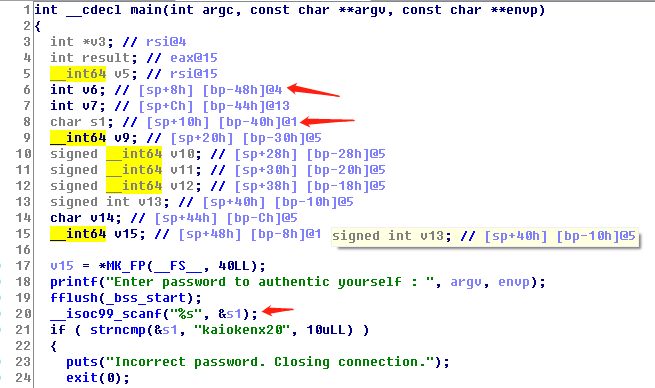 1 int __cdecl main(int argc, const char **argv, const char **envp)
2 {
3 int *v3; // rsi@4
4 int result; // eax@15
5 __int64 v5; // rsi@15
6 int v6; // [sp+8h] [bp-48h]@4
7 int v7; // [sp+Ch] [bp-44h]@13
8 char s1; // [sp+10h] [bp-40h]@1
9 __int64 v9; // [sp+20h] [bp-30h]@5
10 signed __int64 v10; // [sp+28h] [bp-28h]@5
11 signed __int64 v11; // [sp+30h] [bp-20h]@5
12 signed __int64 v12; // [sp+38h] [bp-18h]@5
13 signed int v13; // [sp+40h] [bp-10h]@5
14 char v14; // [sp+44h] [bp-Ch]@5
15 __int64 v15; // [sp+48h] [bp-8h]@1 signed int v13; // [sp+40h] [bp-10h]@5
16
17 v15 = *MK_FP(__FS__, 40LL);
18 printf("Enter password to authentic yourself : ", argv, envp);
19 fflush(_bss_start);
20 __isoc99_scanf("%s", &s1);
21 if ( strncmp(&s1, "kaiokenx20", 10uLL) )
22 {
23 puts("Incorrect password. Closing connection.");
24 exit(0);